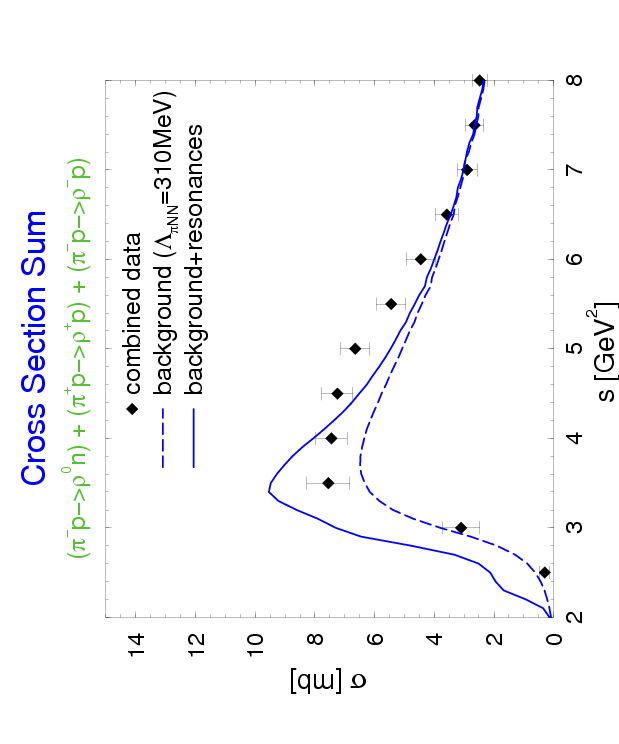 Cross Section Sum
(π⁻p->ρ⁰n) + (π⁺p->ρ⁺p) + (π⁻p->ρ⁻p)
combined data
background (ΛπNN=310MeV)
background+resonances
14
12
10
8
6
4
2
0
σ [mb]
2
3
4
5
6
7
8
s [GeV²]